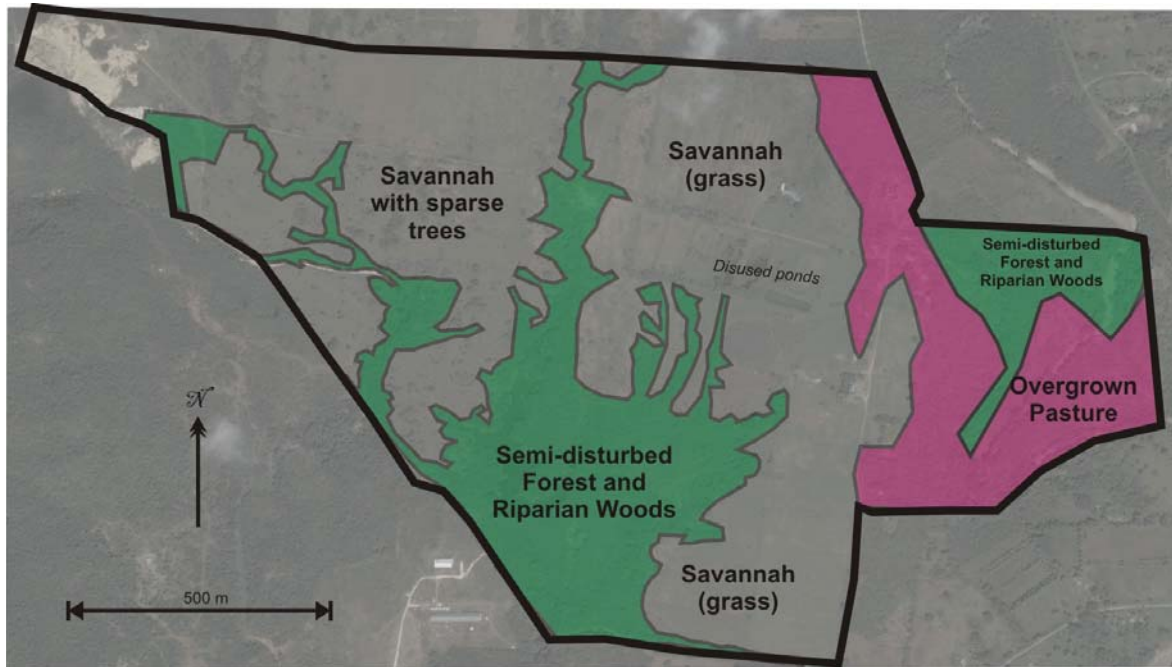 Savannah
(grass)
Savannah
with sparse
trees
Semi-disturbed
Forest and
Riparian Woods
Disused ponds
Overgrown
Pasture
N
Semi-disturbed
Forest and
Riparian Woods
Savannah
(grass)
500 m